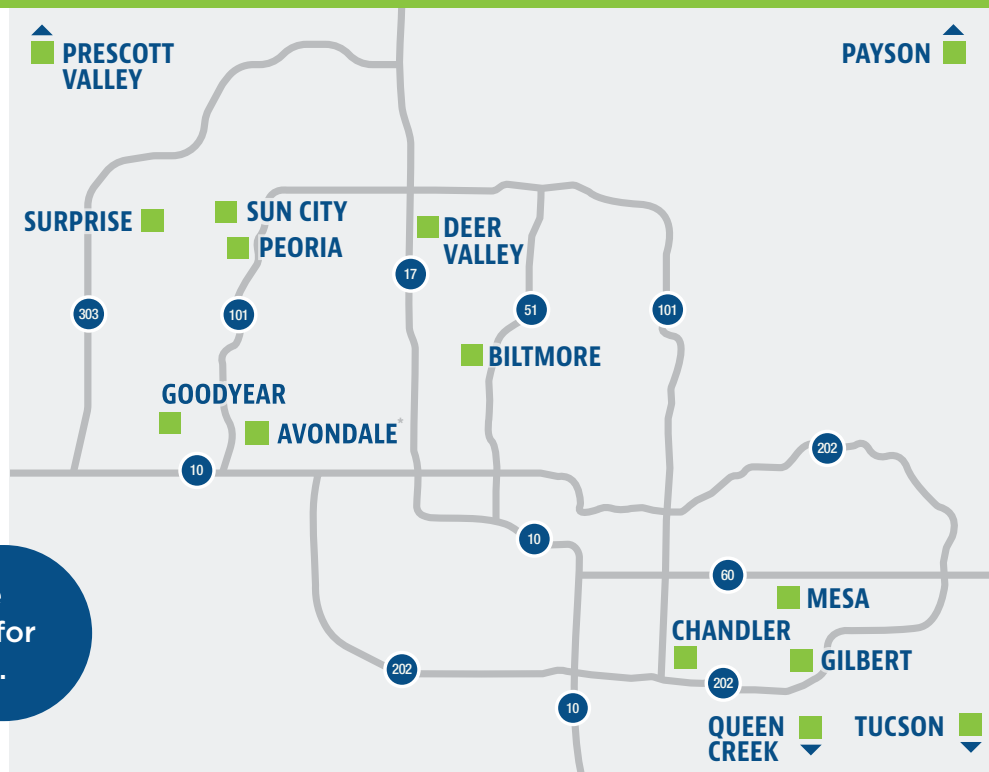 PRESCOTT
VALLEY
PAYSON
SURPRISE
SUN CITY
PEORIA
DEER
VALLEY
17
303
101
51
101
BILTMORE
GOODYEAR
AVONDALE*
10
202
10
60
for
.
MESA
CHANDLER
GILBERT
202
202
10
QUEEN
CREEK
TUCSON